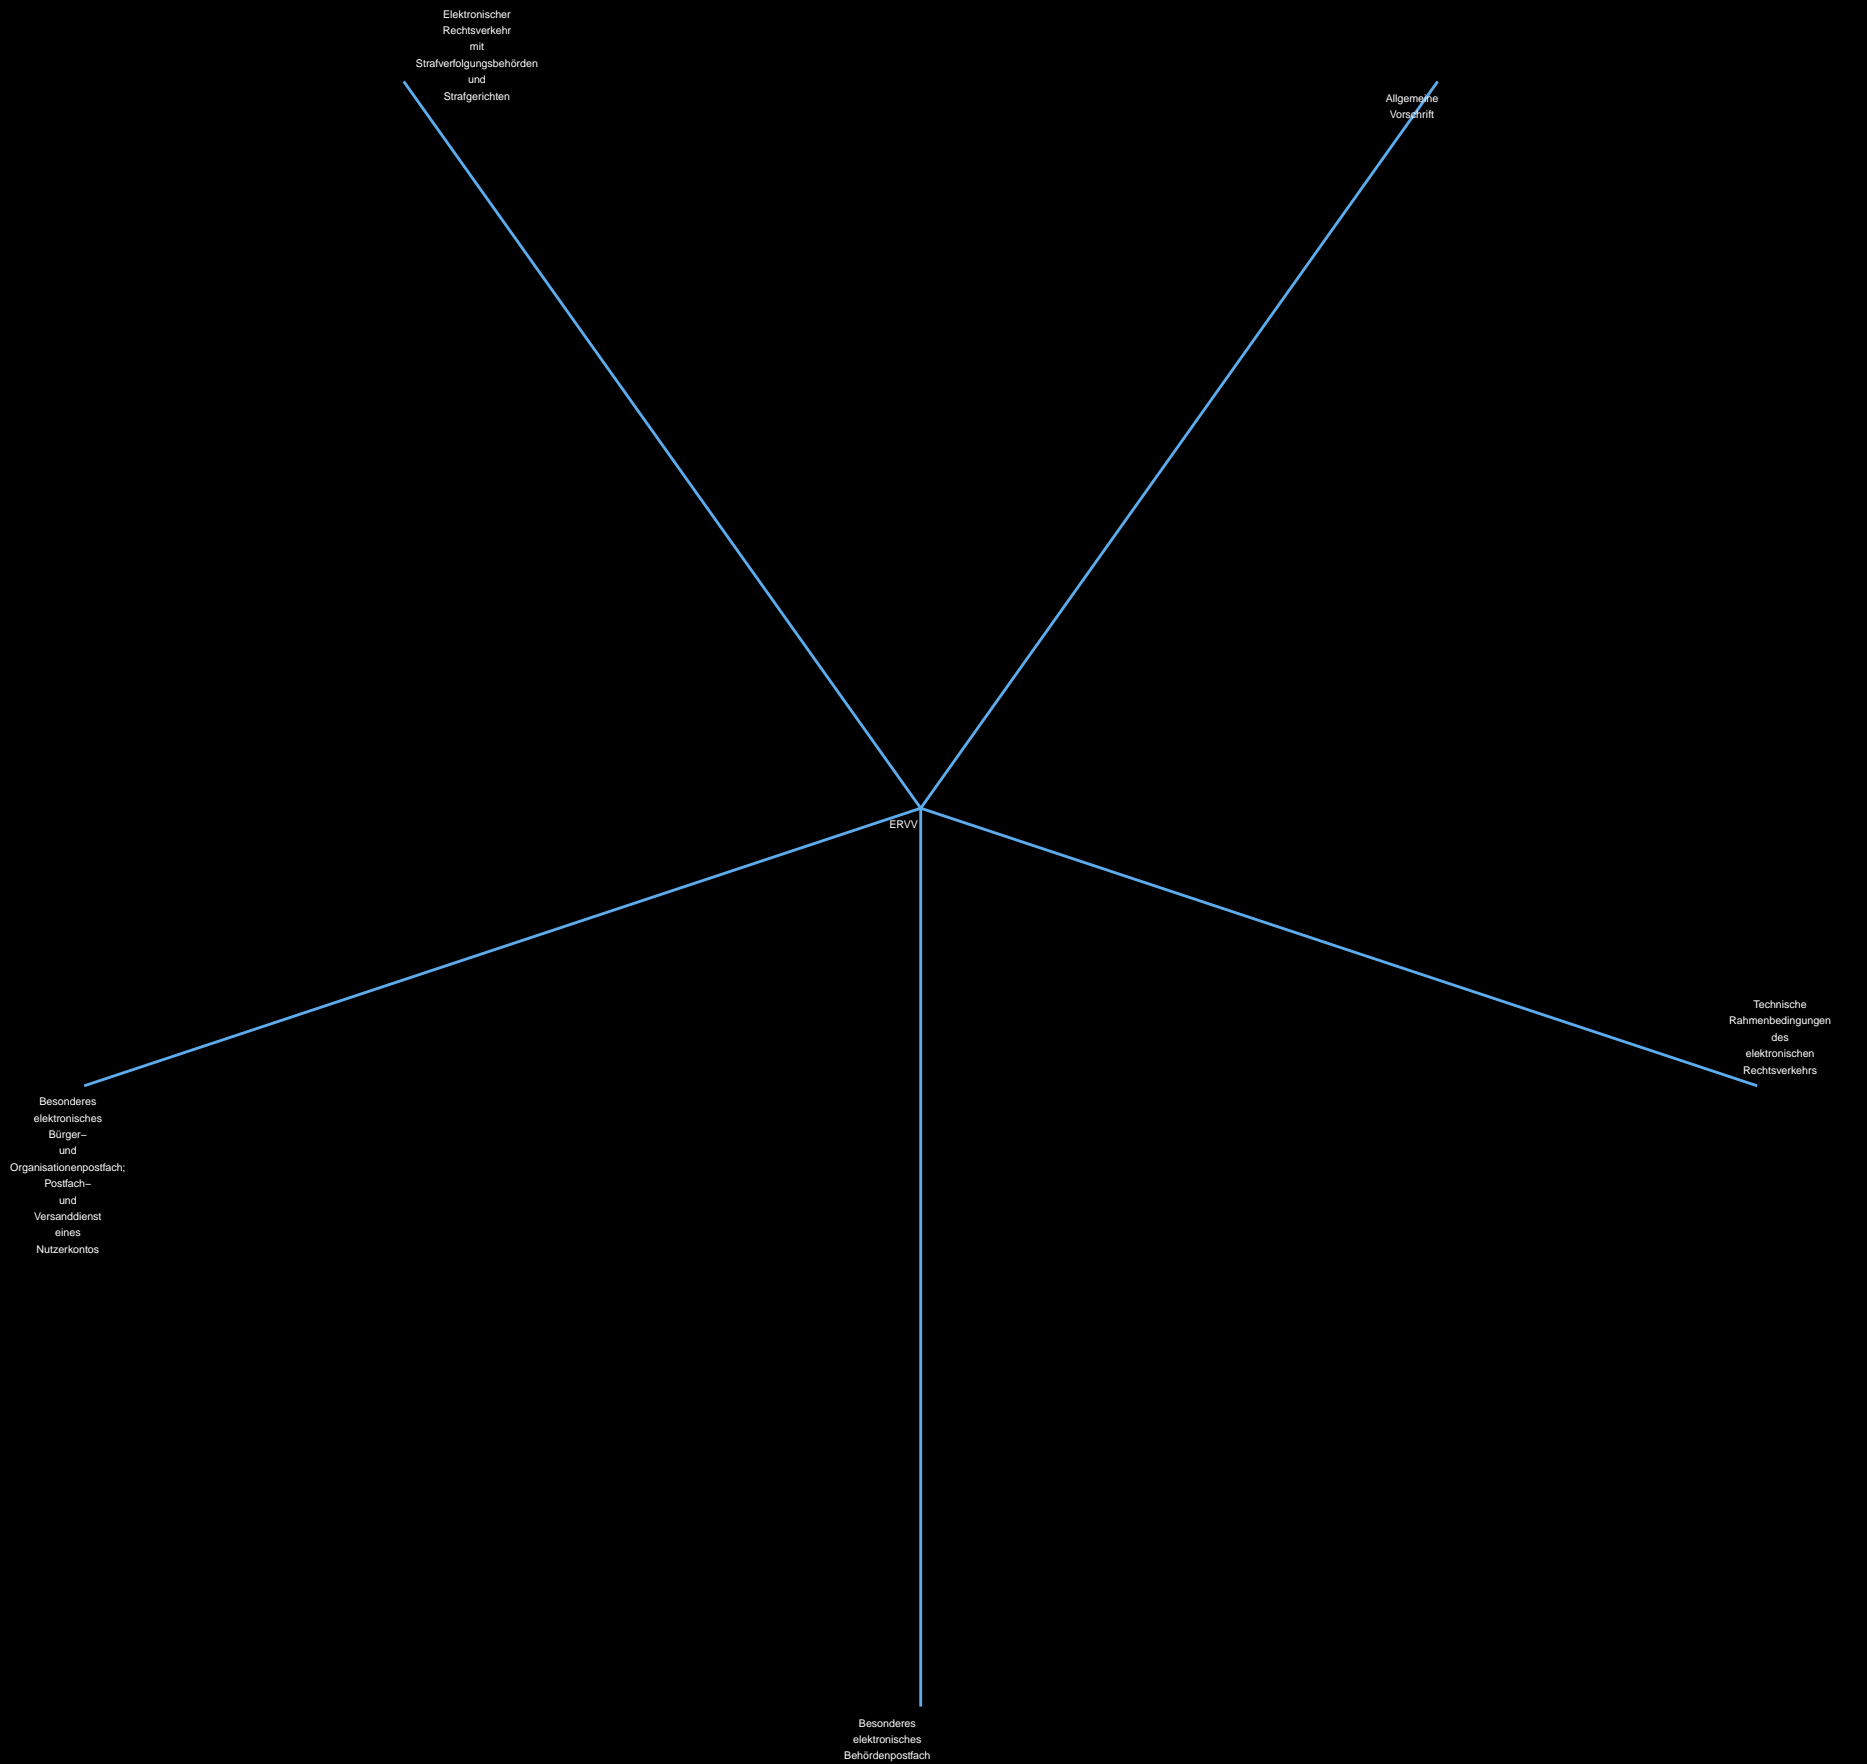 Elektronischer
Rechtsverkehr
mit
Strafverfolgungsbehörden
und
Strafgerichten
Allgemeine
Vorschrift
ERVV
Technische
Rahmenbedingungen
des
elektronischen
Rechtsverkehrs
Besonderes
elektronisches
Bürger–
und
Organisationenpostfach;
Postfach–
und
Versanddienst
eines
Nutzerkontos
Besonderes
elektronisches
Behördenpostfach